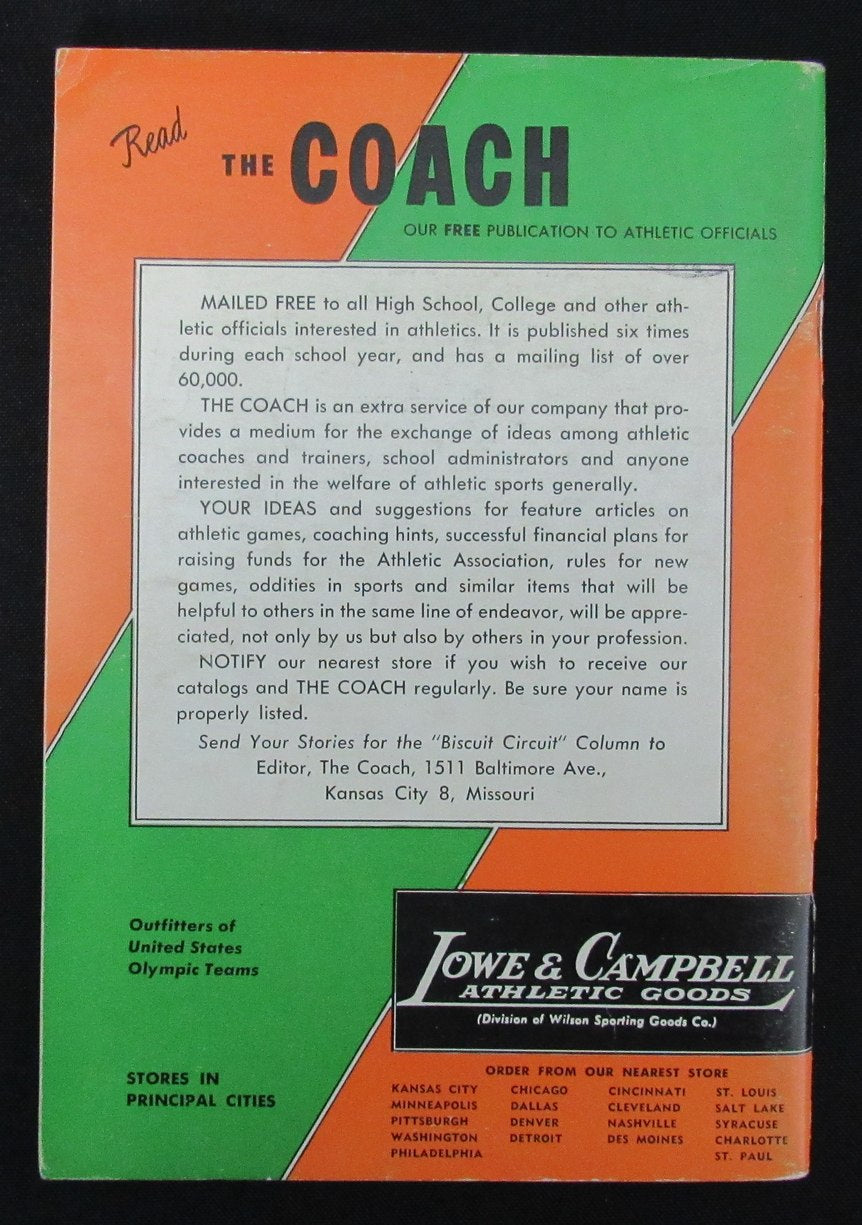 Read
THE COACH
OUR FREE PUBLICATION TO ATHLETIC OFFICIALS
MAILED FREE to all High School, College and other ath-
letic officials interested in athletics. It is published six times
during each school year, and has a mailing list of over
60,000.
THE COACH is an extra service of our company that pro-
vides a medium for the exchange of ideas among athletic
coaches and trainers, school administrators and anyone
interested in the welfare of athletic sports generally.
YOUR IDEAS and suggestions for feature articles on
athletic games, coaching hints, successful financial plans for
raising funds for the Athletic Association, rules for new
games, oddities in sports and similar items that will be
helpful to others in the same line of endeavor, will be appre-
ciated, not only by us but also by others in your profession.
NOTIFY our nearest store if you wish to receive our
catalogs and THE COACH regularly. Be sure your name is
properly listed.
Send Your Stories for the "Biscuit Circuit" Column to
Editor, The Coach, 1511 Baltimore Ave.,
Kansas City 8, Missouri
Outfitters of
United States
Olympic Teams
STORES IN
PRINCIPAL CITIES
LOWE & CAMPBELL
ATHLETIC GOODS
(Division of Wilson Sporting Goods Co.)
ORDER FROM OUR NEAREST STORE
KANSAS CITY CHICAGO CINCINNATI ST. LOUIS
MINNEAPOLIS DALLAS CLEVELAND SALT LAKE
PITTSBURGH DENVER NASHVILLE SYRACUSE
WASHINGTON DETROIT DES MOINES CHARLOTTE
PHILADELPHIA ST. PAUL